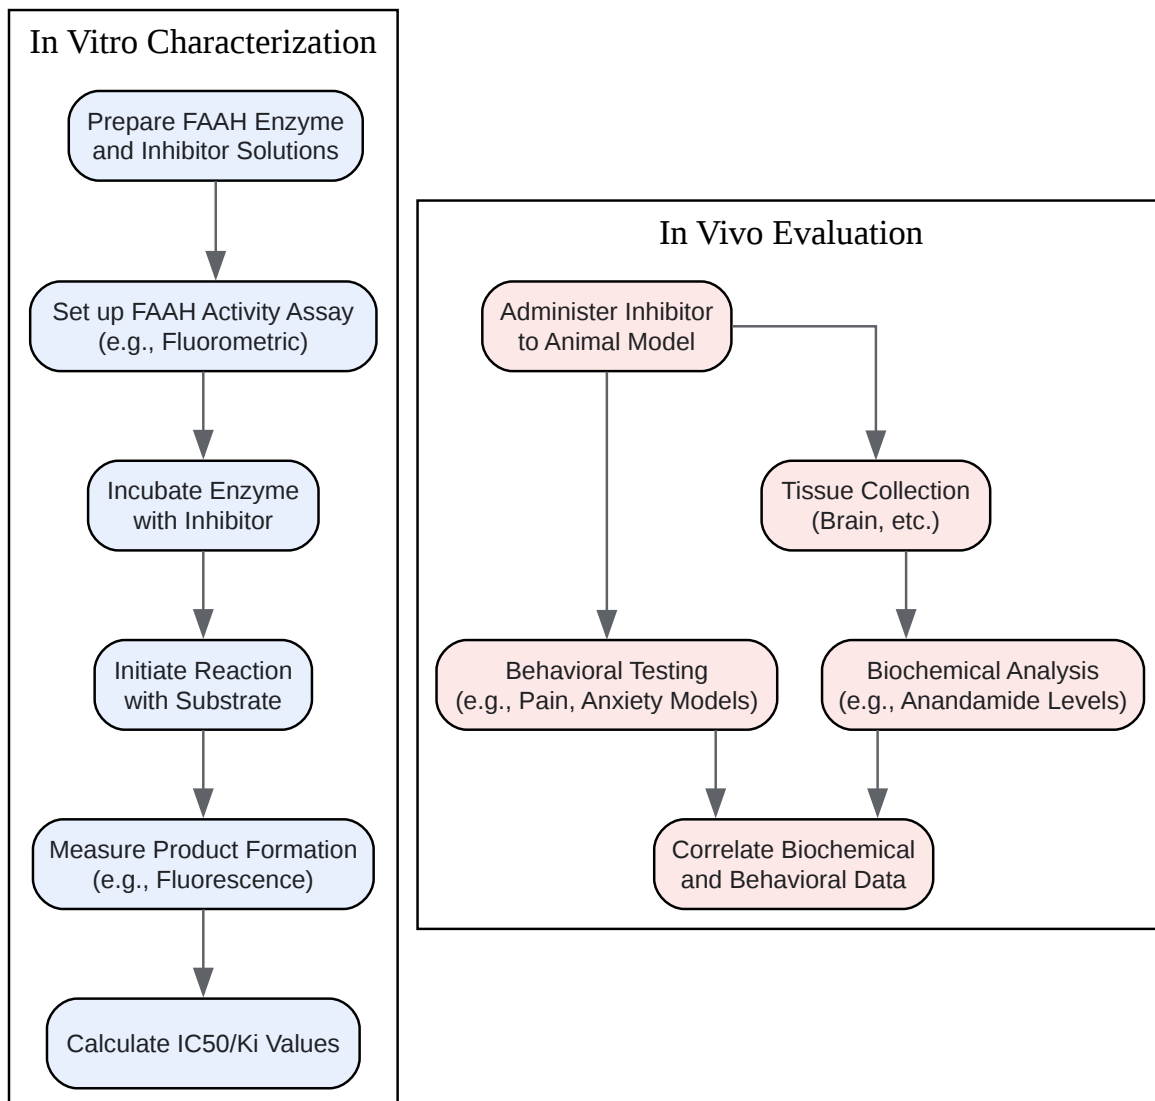 In Vitro Characterization
Prepare FAAH Enzyme
and Inhibitor Solutions
Set up FAAH Activity Assay
(e.g., Fluorometric)
Incubate Enzyme
with Inhibitor
Initiate Reaction
with Substrate
Measure Product Formation
(e.g., Fluorescence)
Calculate IC50/Ki Values
In Vivo Evaluation
Administer Inhibitor
to Animal Model
Tissue Collection
(Brain, etc.)
Behavioral Testing
(e.g., Pain, Anxiety Models)
Biochemical Analysis
(e.g., Anandamide Levels)
Correlate Biochemical
and Behavioral Data